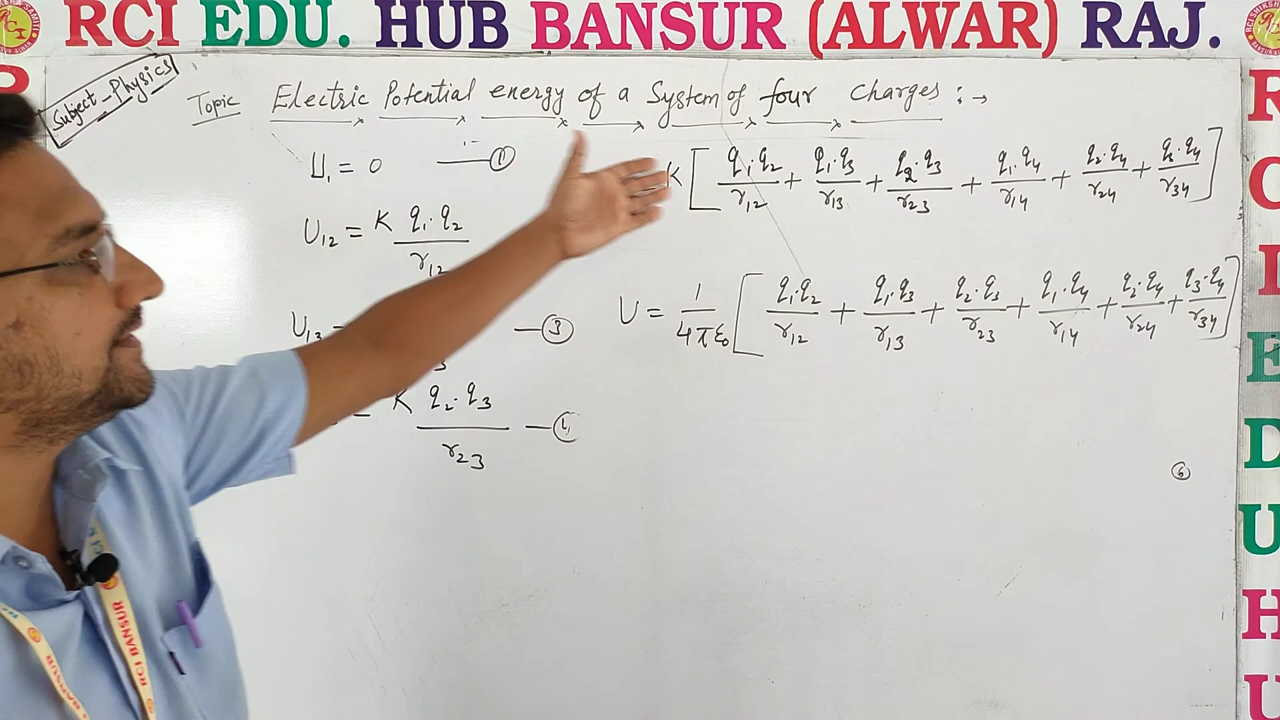 RCI EDU. HUB BANSUR (ALWAR) RAJ.
Subject - Physics
Topic Electric Potential energy of a System of four charges :→
U₁ = 0 —①
U₁₂ = K q₁·q₂ / r₁₂
U₁₃ = —③
= K q₂·q₃ / r₂₃ —④
K [ q₁·q₂ / r₁₂ + q₁·q₃ / r₁₃ + q₂·q₃ / r₂₃ + q₁·q₄ / r₁₄ + q₂·q₄ / r₂₄ + q₃·q₄ / r₃₄ ]
U = 1 / 4πε₀ [ q₁·q₂ / r₁₂ + q₁·q₃ / r₁₃ + q₂·q₃ / r₂₃ + q₁·q₄ / r₁₄ + q₂·q₄ / r₂₄ + q₃·q₄ / r₃₄ ]
⑥
R
C
I
E
D
U
H
U
RCI BANSUR